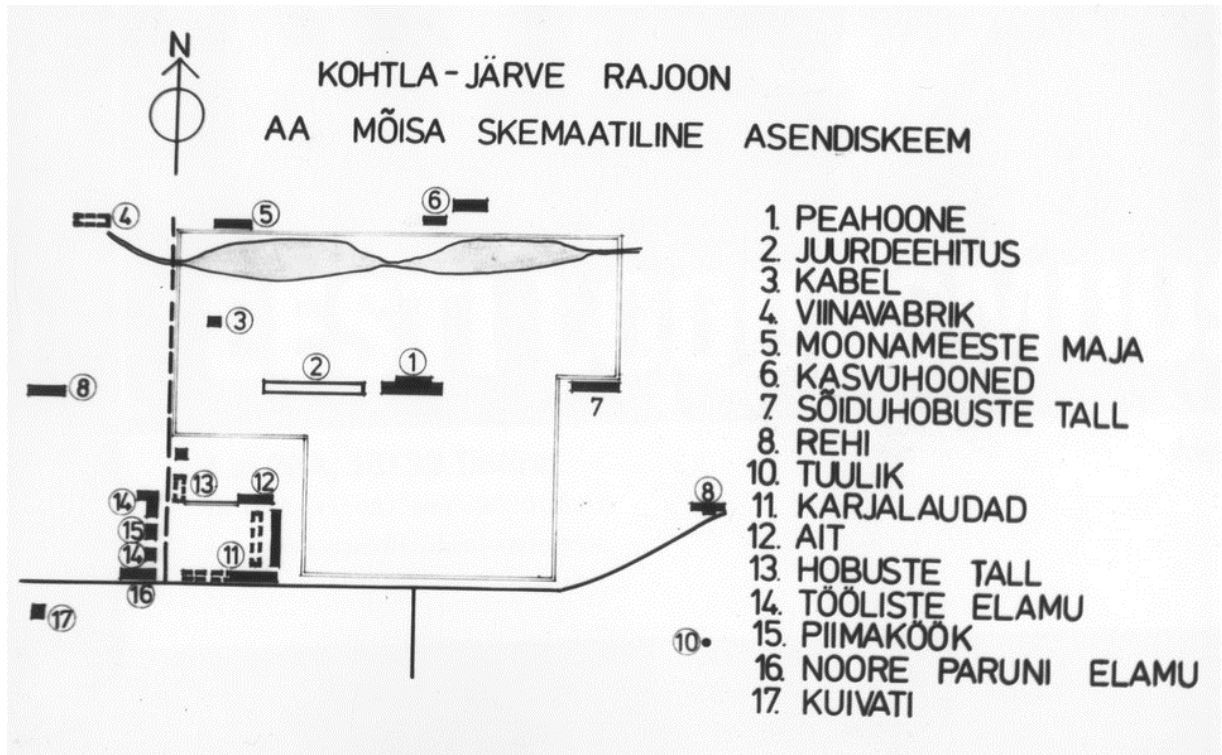 N
KOHTLA-JÄRVE RAJOON
AA MÕISA SKEMAATILINE ASENDISKEEM
4
5
6
3
2
1
8
7
13
12
14
15
14
11
16
17
8
10
1. PEAHOONE
2. JUURDEEHITUS
3. KABEL
4. VIINAVABRIK
5. MOONAMEESTE MAJA
6. KASVUHOONED
7. SÕIDUHOBUSTE TALL
8. REHI
10. TUULIK
11. KARJALAUDAD
12. AIT
13. HOBUSTE TALL
14. TÖÖLISTE ELAMU
15. PIIMAKÖÖK
16. NOORE PARUNI ELAMU
17. KUIVATI